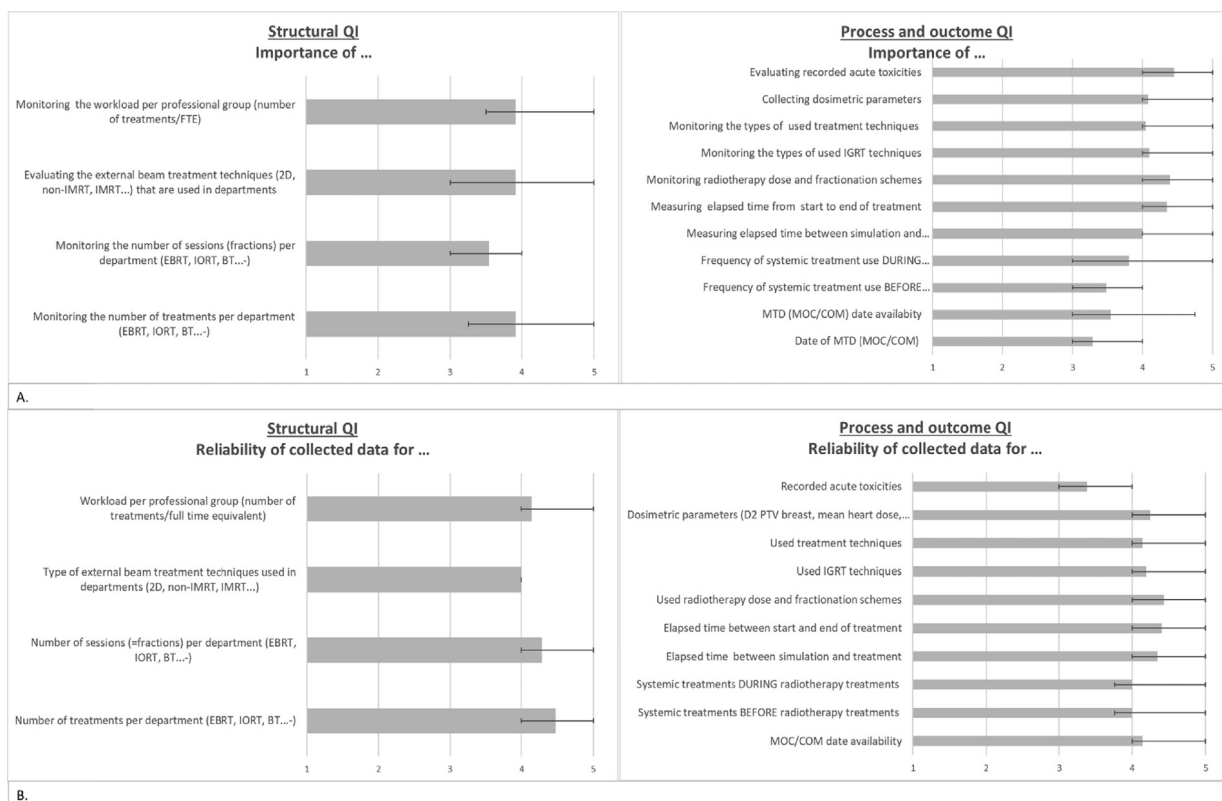 Structural QI
Importance of ...
Monitoring the workload per professional group (number
of treatments/FTE)
Evaluating the external beam treatment techniques (2D,
non-IMRT, IMRT...) that are used in departments
Monitoring the number of sessions (fractions) per
department (EBRT, IORT, BT...-)
Monitoring the number of treatments per department
(EBRT, IORT, BT...-)
1 2 3 4 5
Process and ouctome QI
Importance of ...
Evaluating recorded acute toxicities
Collecting dosimetric parameters
Monitoring the types of used treatment techniques
Monitoring the types of used IGRT techniques
Monitoring radiotherapy dose and fractionation schemes
Measuring elapsed time from start to end of treatment
Measuring elapsed time between simulation and...
Frequency of systemic treatment use DURING...
Frequency of systemic treatment use BEFORE...
MTD (MOC/COM) date availabity
Date of MTD (MOC/COM)
1 2 3 4 5
A.
Structural QI
Reliability of collected data for ...
Workload per professional group (number of
treatments/full time equivalent)
Type of external beam treatment techniques used in
departments (2D, non-IMRT, IMRT...)
Number of sessions (=fractions) per department (EBRT,
IORT, BT...-)
Number of treatments per department (EBRT, IORT, BT...-)
1 2 3 4 5
Process and outcome QI
Reliability of collected data for ...
Recorded acute toxicities
Dosimetric parameters (D2 PTV breast, mean heart dose,...
Used treatment techniques
Used IGRT techniques
Used radiotherapy dose and fractionation schemes
Elapsed time between start and end of treatment
Elapsed time between simulation and treatment
Systemic treatments DURING radiotherapy treatments
Systemic treatments BEFORE radiotherapy treatments
MOC/COM date availability
1 2 3 4 5
B.